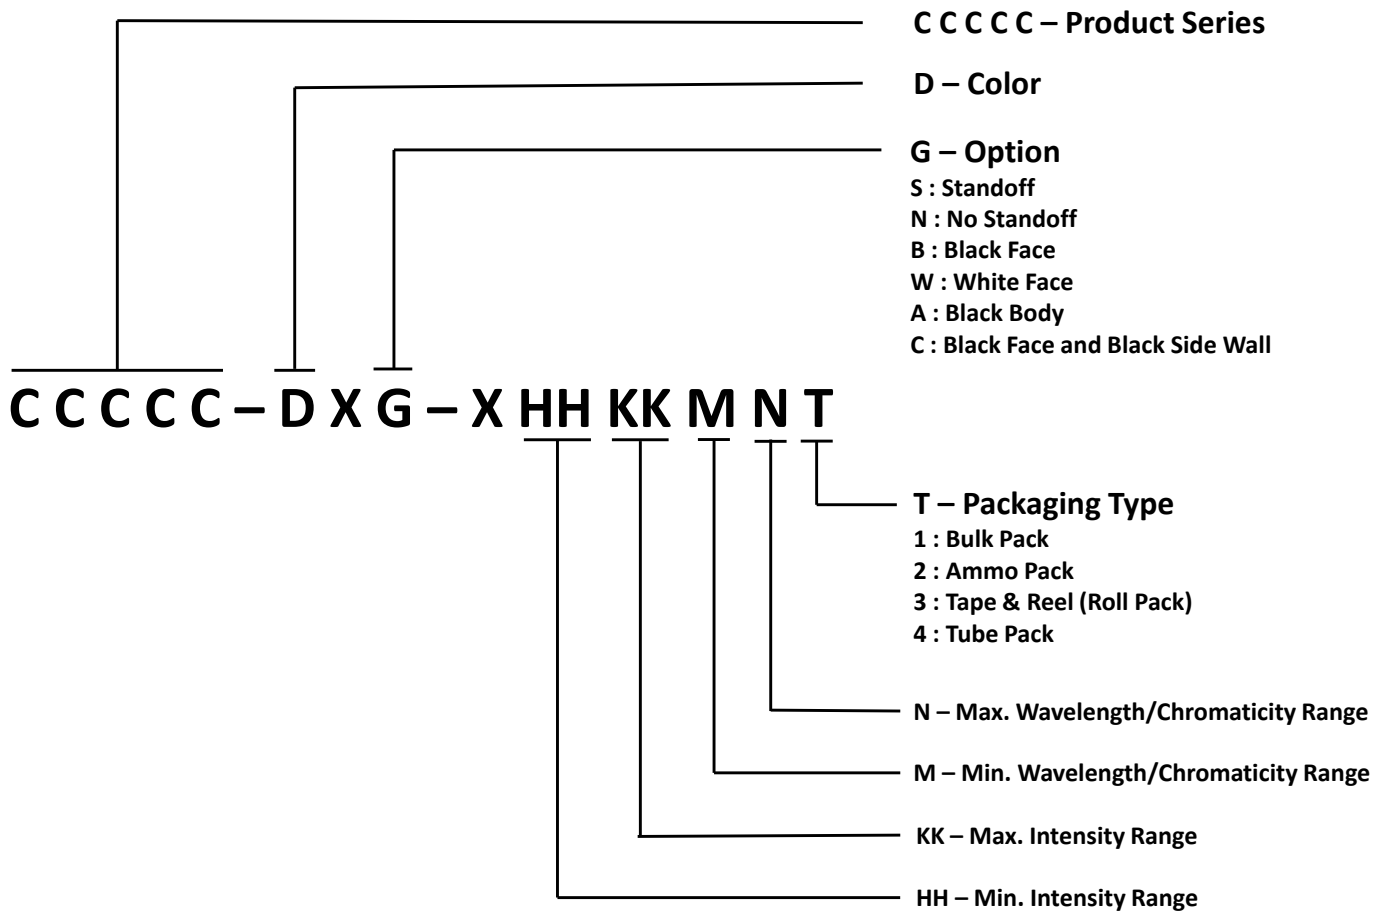 C C C C C – Product Series
D – Color
G – Option
S : Standoff
N : No Standoff
B : Black Face
W : White Face
A : Black Body
C : Black Face and Black Side Wall
C C C C C – D X G – X HH KK M N T
T – Packaging Type
1 : Bulk Pack
2 : Ammo Pack
3 : Tape & Reel (Roll Pack)
4 : Tube Pack
N – Max. Wavelength/Chromaticity Range
M – Min. Wavelength/Chromaticity Range
KK – Max. Intensity Range
HH – Min. Intensity Range